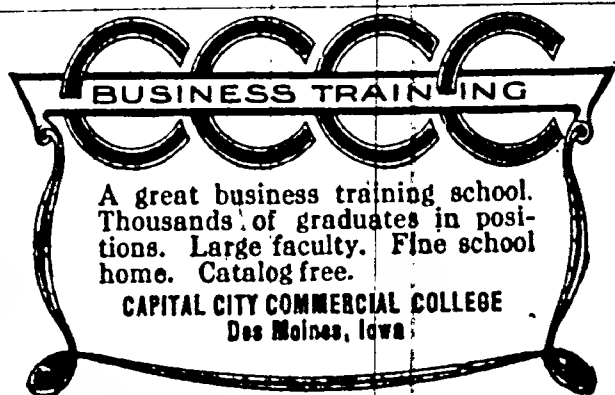 CCCC
BUSINESS TRAINING
A great business training school.
Thousands of graduates in posi-
tions. Large faculty. Fine school
home. Catalog free.
CAPITAL CITY COMMERCIAL COLLEGE
Des Moines, Iowa